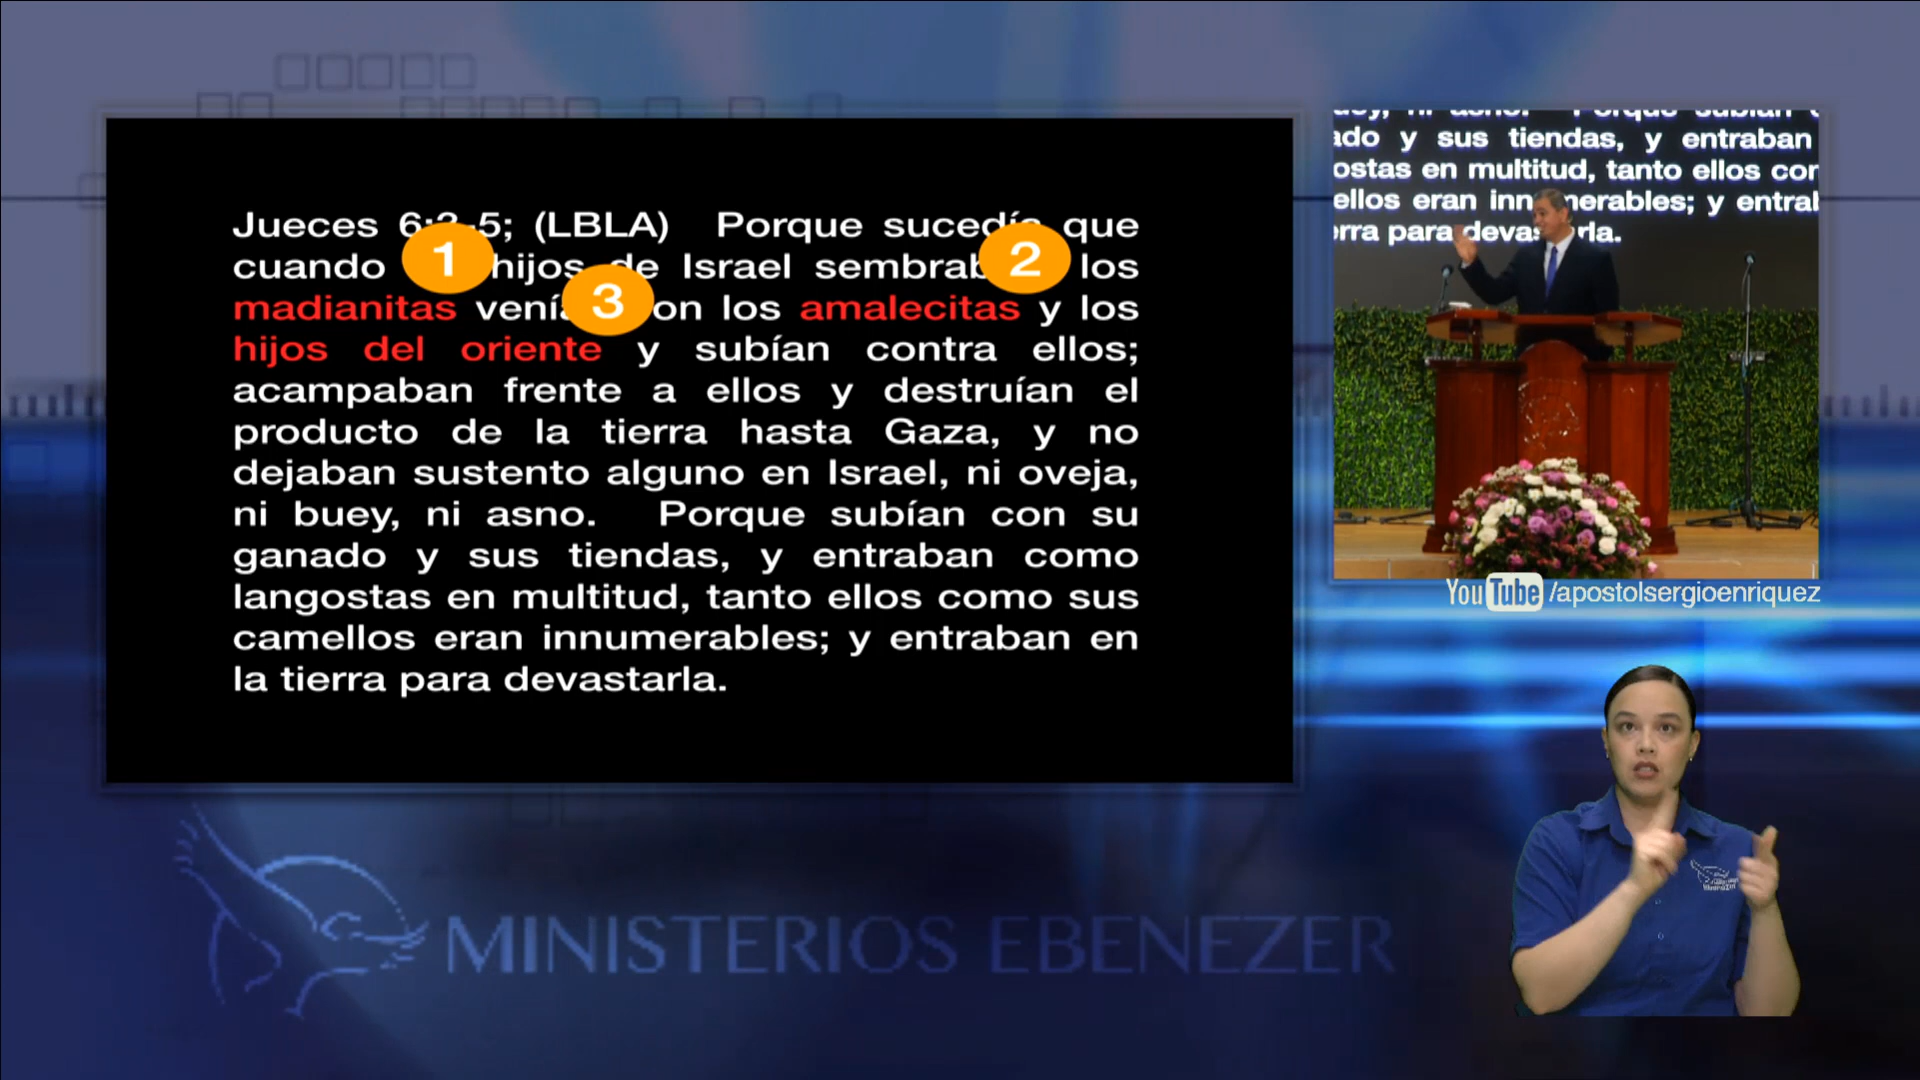 Jueces 6:3-5; (LBLA) Porque sucedía que
cuando hijos de Israel sembrab los
madianitas venía on los amalecitas y los
hijos del oriente y subían contra ellos;
acampaban frente a ellos y destruían el
producto de la tierra hasta Gaza, y no
dejaban sustento alguno en Israel, ni oveja,
ni buey, ni asno. Porque subían con su
ganado y sus tiendas, y entraban como
langostas en multitud, tanto ellos como sus
camellos eran innumerables; y entraban en
la tierra para devastarla.
1
2
3
ado y sus tiendas, y entraban
ostas en multitud, tanto ellos cor
ellos eran innumerables; y entral
rra para devas rla.
YouTube /apostolsergioenriquez
MINISTERIOS EBENEZER